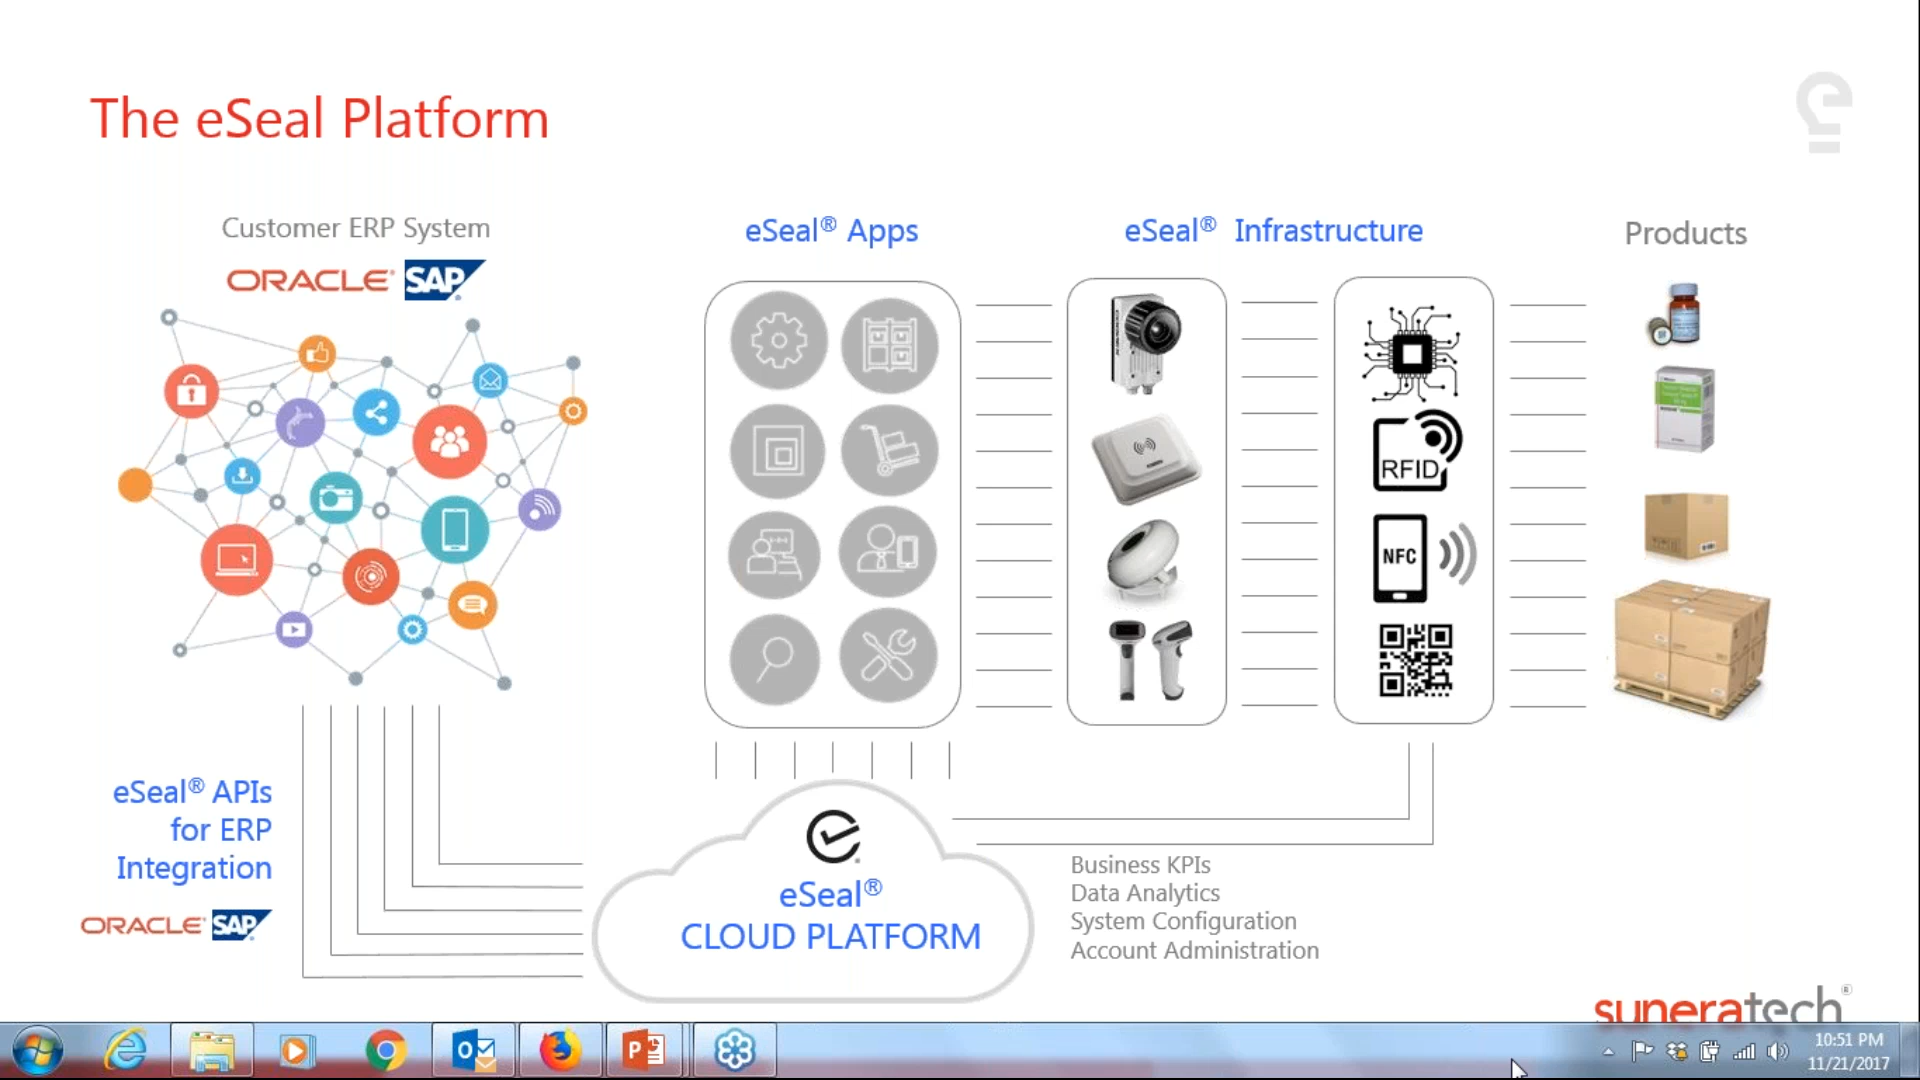 The eSeal Platform
Customer ERP System
ORACLE® SAP®
eSeal® Apps
eSeal® Infrastructure
Products
RFID
NFC
eSeal® APIs
for ERP
Integration
ORACLE® SAP®
eSeal®
CLOUD PLATFORM
Business KPIs
Data Analytics
System Configuration
Account Administration
suneratech®
10:51 PM
11/21/2017